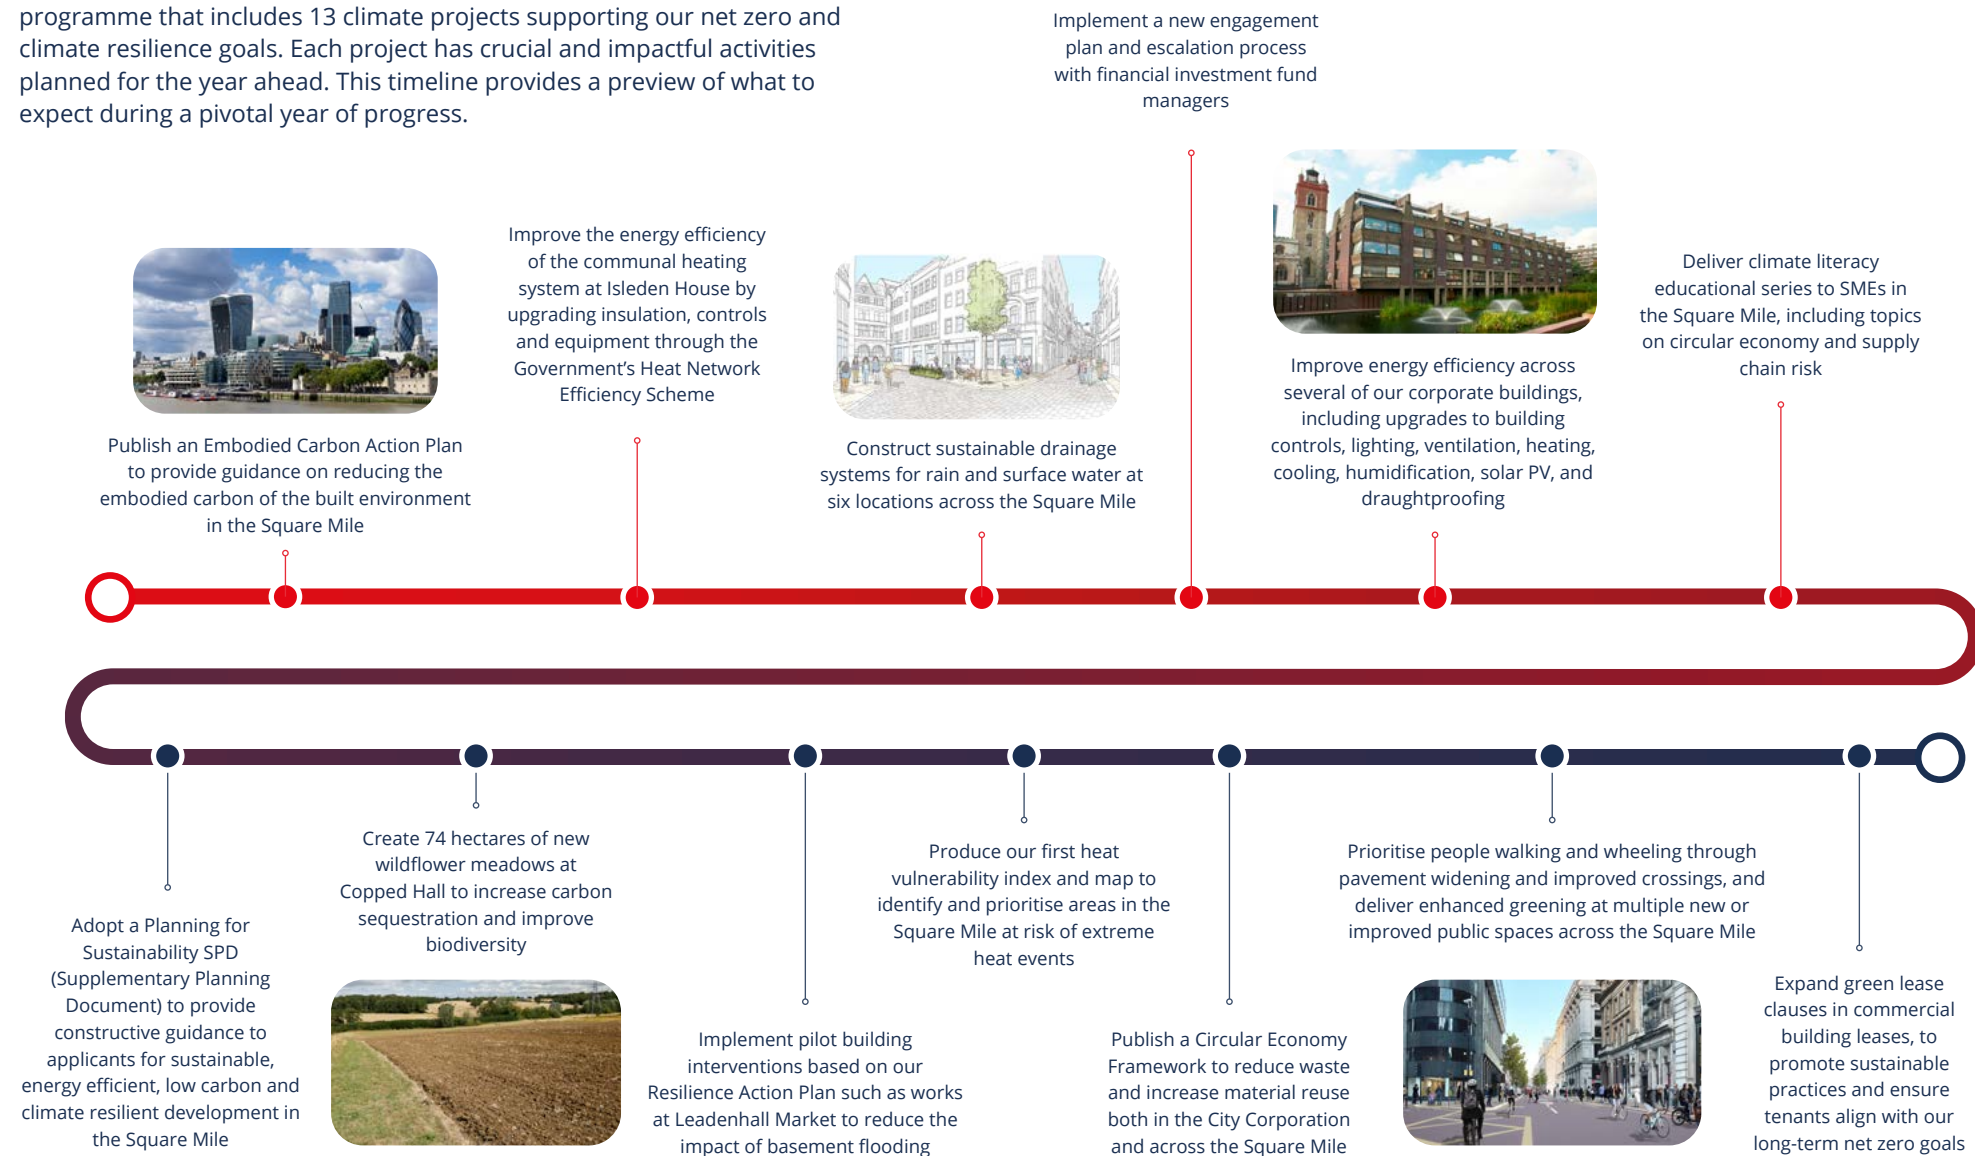 programme that includes 13 climate projects supporting our net zero and
climate resilience goals. Each project has crucial and impactful activities
planned for the year ahead. This timeline provides a preview of what to
expect during a pivotal year of progress.
Publish an Embodied Carbon Action Plan
to provide guidance on reducing the
embodied carbon of the built environment
in the Square Mile
Improve the energy efficiency
of the communal heating
system at Isleden House by
upgrading insulation, controls
and equipment through the
Government's Heat Network
Efficiency Scheme
Construct sustainable drainage
systems for rain and surface water at
six locations across the Square Mile
Implement a new engagement
plan and escalation process
with financial investment fund
managers
Improve energy efficiency across
several of our corporate buildings,
including upgrades to building
controls, lighting, ventilation, heating,
cooling, humidification, solar PV, and
draughtproofing
Deliver climate literacy
educational series to SMEs in
the Square Mile, including topics
on circular economy and supply
chain risk
Adopt a Planning for
Sustainability SPD
(Supplementary Planning
Document) to provide
constructive guidance to
applicants for sustainable,
energy efficient, low carbon and
climate resilient development in
the Square Mile
Create 74 hectares of new
wildflower meadows at
Copped Hall to increase carbon
sequestration and improve
biodiversity
Implement pilot building
interventions based on our
Resilience Action Plan such as works
at Leadenhall Market to reduce the
impact of basement flooding
Produce our first heat
vulnerability index and map to
identify and prioritise areas in the
Square Mile at risk of extreme
heat events
Publish a Circular Economy
Framework to reduce waste
and increase material reuse
both in the City Corporation
and across the Square Mile
Prioritise people walking and wheeling through
pavement widening and improved crossings, and
deliver enhanced greening at multiple new or
improved public spaces across the Square Mile
Expand green lease
clauses in commercial
building leases, to
promote sustainable
practices and ensure
tenants align with our
long-term net zero goals